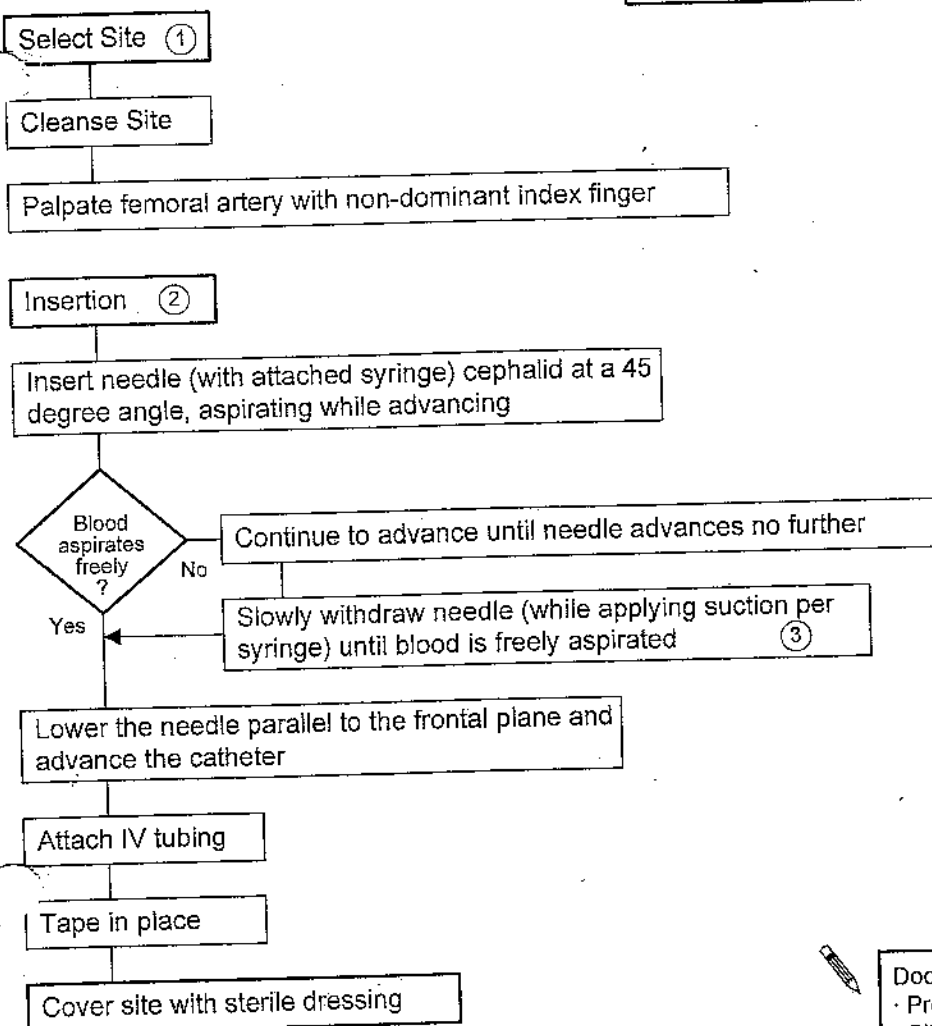 Select Site ①
Cleanse Site
Palpate femoral artery with non-dominant index finger
Insertion ②
Insert needle (with attached syringe) cephalid at a 45
degree angle, aspirating while advancing
Blood
aspirates
freely
?
No
Yes
Continue to advance until needle advances no further
Slowly withdraw needle (while applying suction per
syringe) until blood is freely aspirated ③
Lower the needle parallel to the frontal plane and
advance the catheter
Attach IV tubing
Tape in place
Cover site with sterile dressing